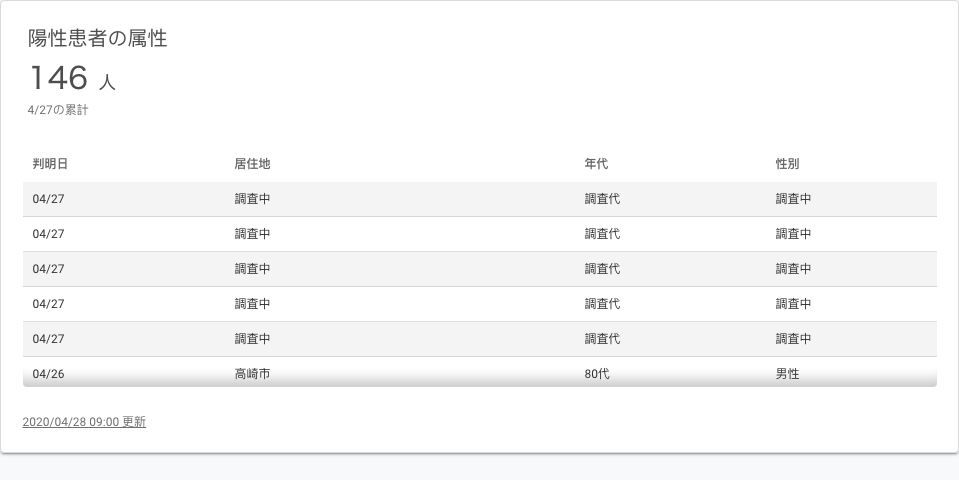 陽性患者の属性
146 人
4/27の累計
判明日 居住地 年代 性別
04/27 調査中 調査代 調査中
04/27 調査中 調査代 調査中
04/27 調査中 調査代 調査中
04/27 調査中 調査代 調査中
04/27 調査中 調査代 調査中
04/26 高崎市 80代 男性
2020/04/28 09:00 更新